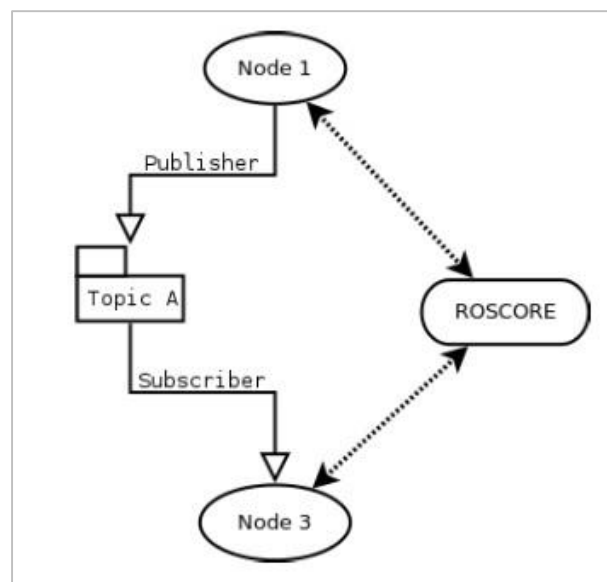 Node 1
Publisher
Topic A
ROSCORE
Subscriber
Node 3